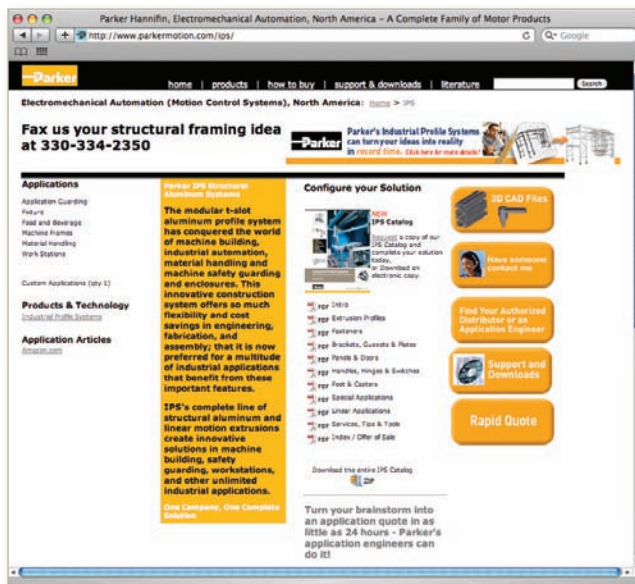 Parker Hannifin, Electromechanical Automation, North America – A Complete Family of Motor Products
http://www.parkermotion.com/ips/
Google
Parker
home | products | how to buy | support & downloads | literature
Search
Electromechanical Automation (Motion Control Systems), North America: Home > IPS
Fax us your structural framing idea
at 330-334-2350
Parker
Parker's Industrial Profile Systems
can turn your ideas into reality
in record time. Click here for more details!
Applications
Application Guarding
Fixture
Food and Beverage
Machine Frames
Material Handling
Work Stations
Custom Applications (qty 1)
Products & Technology
Industrial Profile Systems
Application Articles
Amazon.com
Parker IPS Structural
Aluminum Systems
The modular t-slot
aluminum profile system
has conquered the world
of machine building,
industrial automation,
material handling and
machine safety guarding
and enclosures. This
innovative construction
system offers so much
flexibility and cost
savings in engineering,
fabrication, and
assembly; that it is now
preferred for a multitude
of industrial applications
that benefit from these
important features.
IPS's complete line of
structural aluminum and
linear motion extrusions
create innovative
solutions in machine
building, safety
guarding, workstations,
and other unlimited
industrial applications.
One Company, One Complete
Solution
Configure your Solution
NEW
IPS Catalog
Request a copy of our
IPS Catalog and
complete your solution
today,
or Download an
electronic copy.
PDF Intro
PDF Extrusion Profiles
PDF Fasteners
PDF Brackets, Gussets & Plates
PDF Panels & Doors
PDF Handles, Hinges & Switches
PDF Foot & Casters
PDF Special Applications
PDF Linear Applications
PDF Services, Tips & Tools
PDF Index / Offer of Sale
Download the entire IPS Catalog
ZIP
Turn your brainstorm into
an application quote in as
little as 24 hours - Parker's
application engineers can
do it!
3D CAD Files
Have someone
contact me
Find Your Authorized
Distributor or an
Application Engineer
Support and
Downloads
Rapid Quote